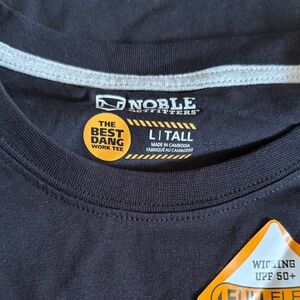 NOBLE
OUTFITTERS
THE
BEST
DANG
WORK TEE
L | TALL
MADE IN CAMBODIA
FABRIQUÉ AU CAMBODGE
WICKING
UPF 50+